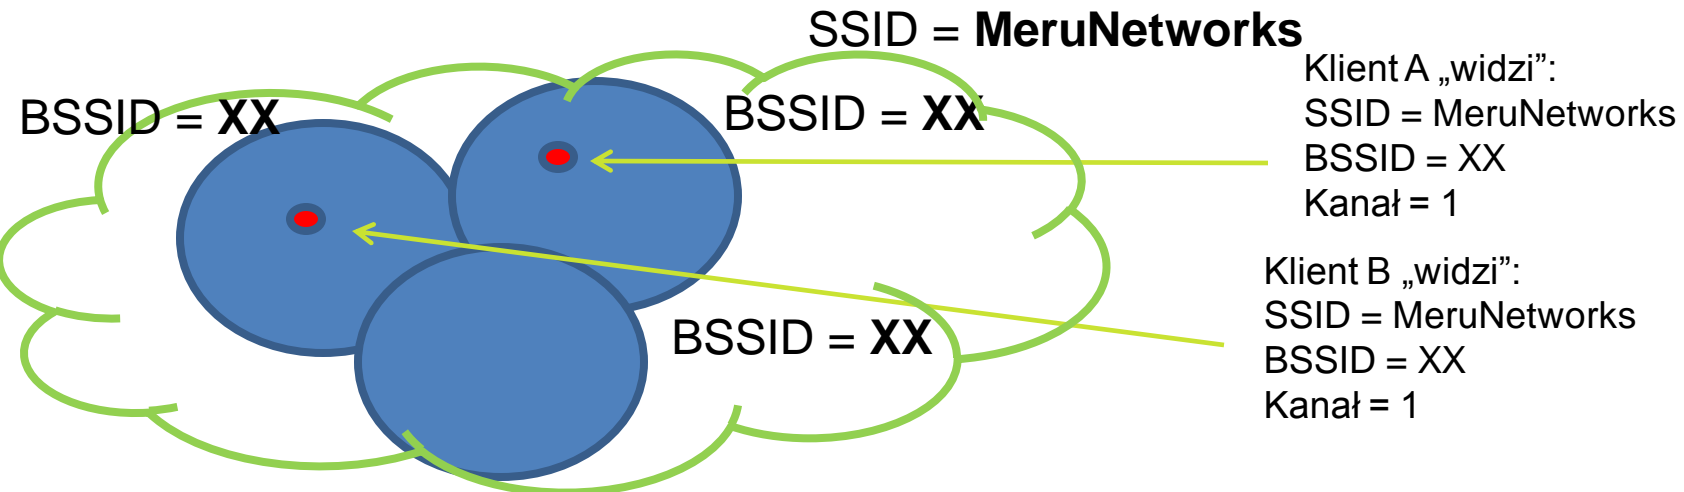 SSID = MeruNetworks
BSSID = XX
BSSID = XX
BSSID = XX
Klient A „widzi”:
SSID = MeruNetworks
BSSID = XX
Kanał = 1
Klient B „widzi”:
SSID = MeruNetworks
BSSID = XX
Kanał = 1